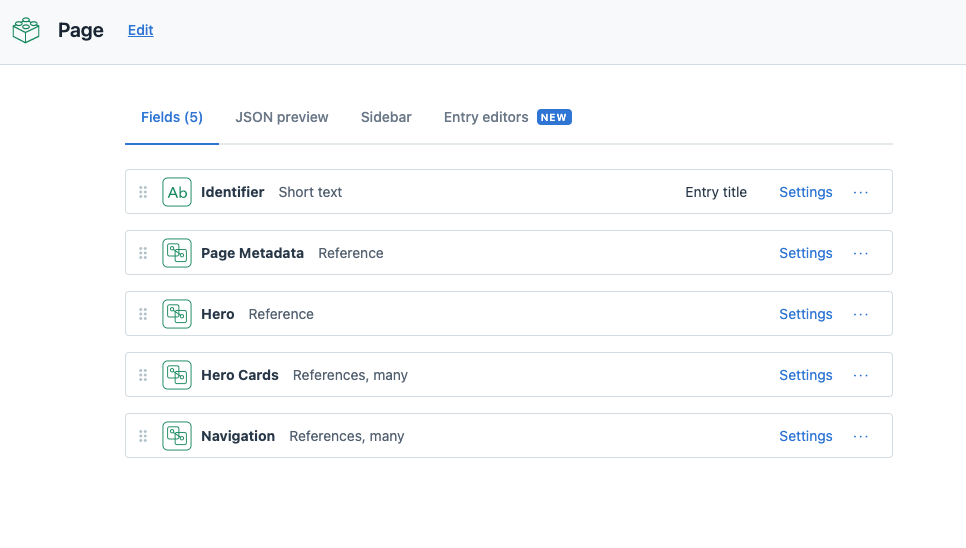 Page Edit
Fields (5) JSON preview Sidebar Entry editors NEW
Ab Identifier Short text Entry title Settings ...
Page Metadata Reference Settings ...
Hero Reference Settings ...
Hero Cards References, many Settings ...
Navigation References, many Settings ...